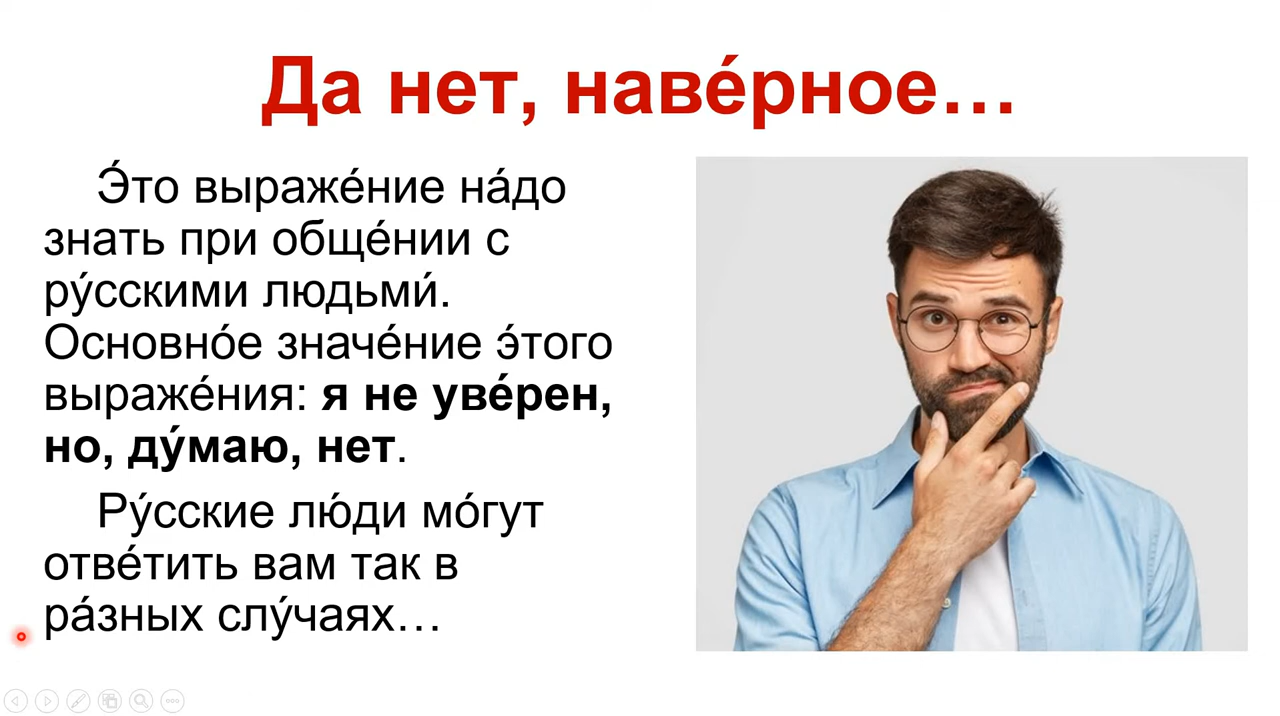 Да нет, наве́рное…
Э́то выраже́ние на́до
знать при обще́нии с
ру́сскими людьми́.
Основно́е значе́ние э́того
выраже́ния: я не уве́рен,
но, ду́маю, нет.
Ру́сские лю́ди мо́гут
отве́тить вам так в
ра́зных слу́чаях…